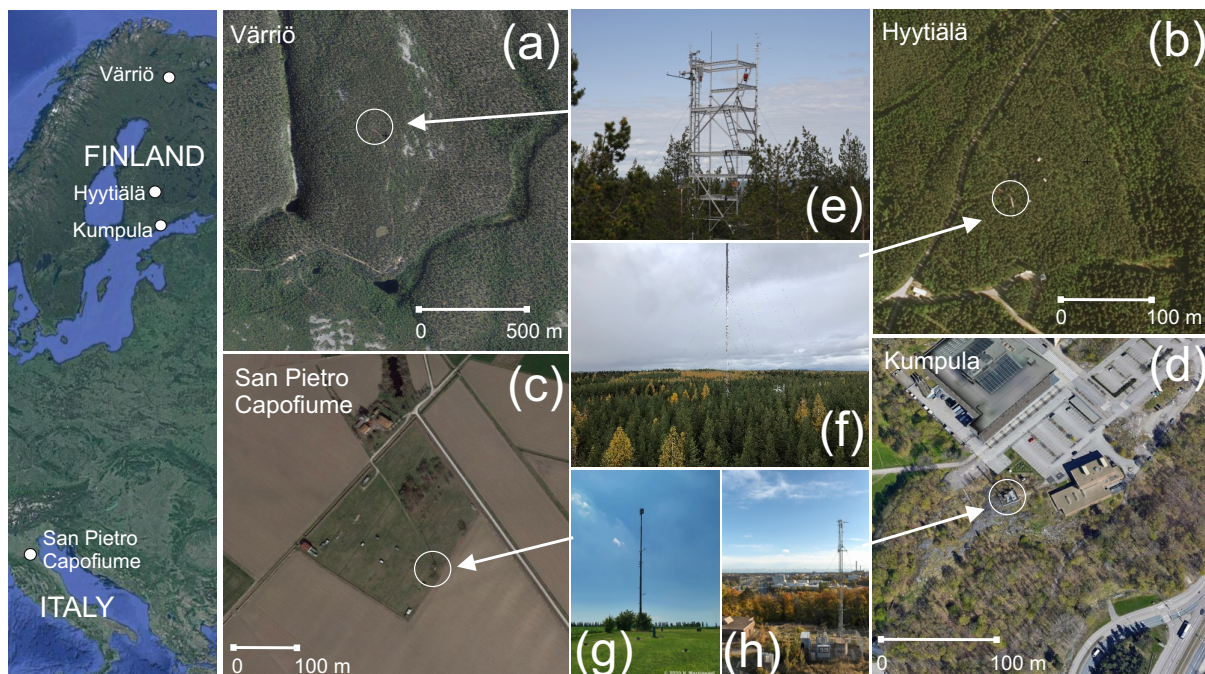 Värriö
FINLAND
Hyytiälä
Kumpula
San Pietro
Capofiume
ITALY
Värriö
(a)
0 500 m
San Pietro
Capofiume
(c)
0 100 m
(e)
(f)
(g)
(h)
Hyytiälä
(b)
0 100 m
Kumpula
(d)
0 100 m